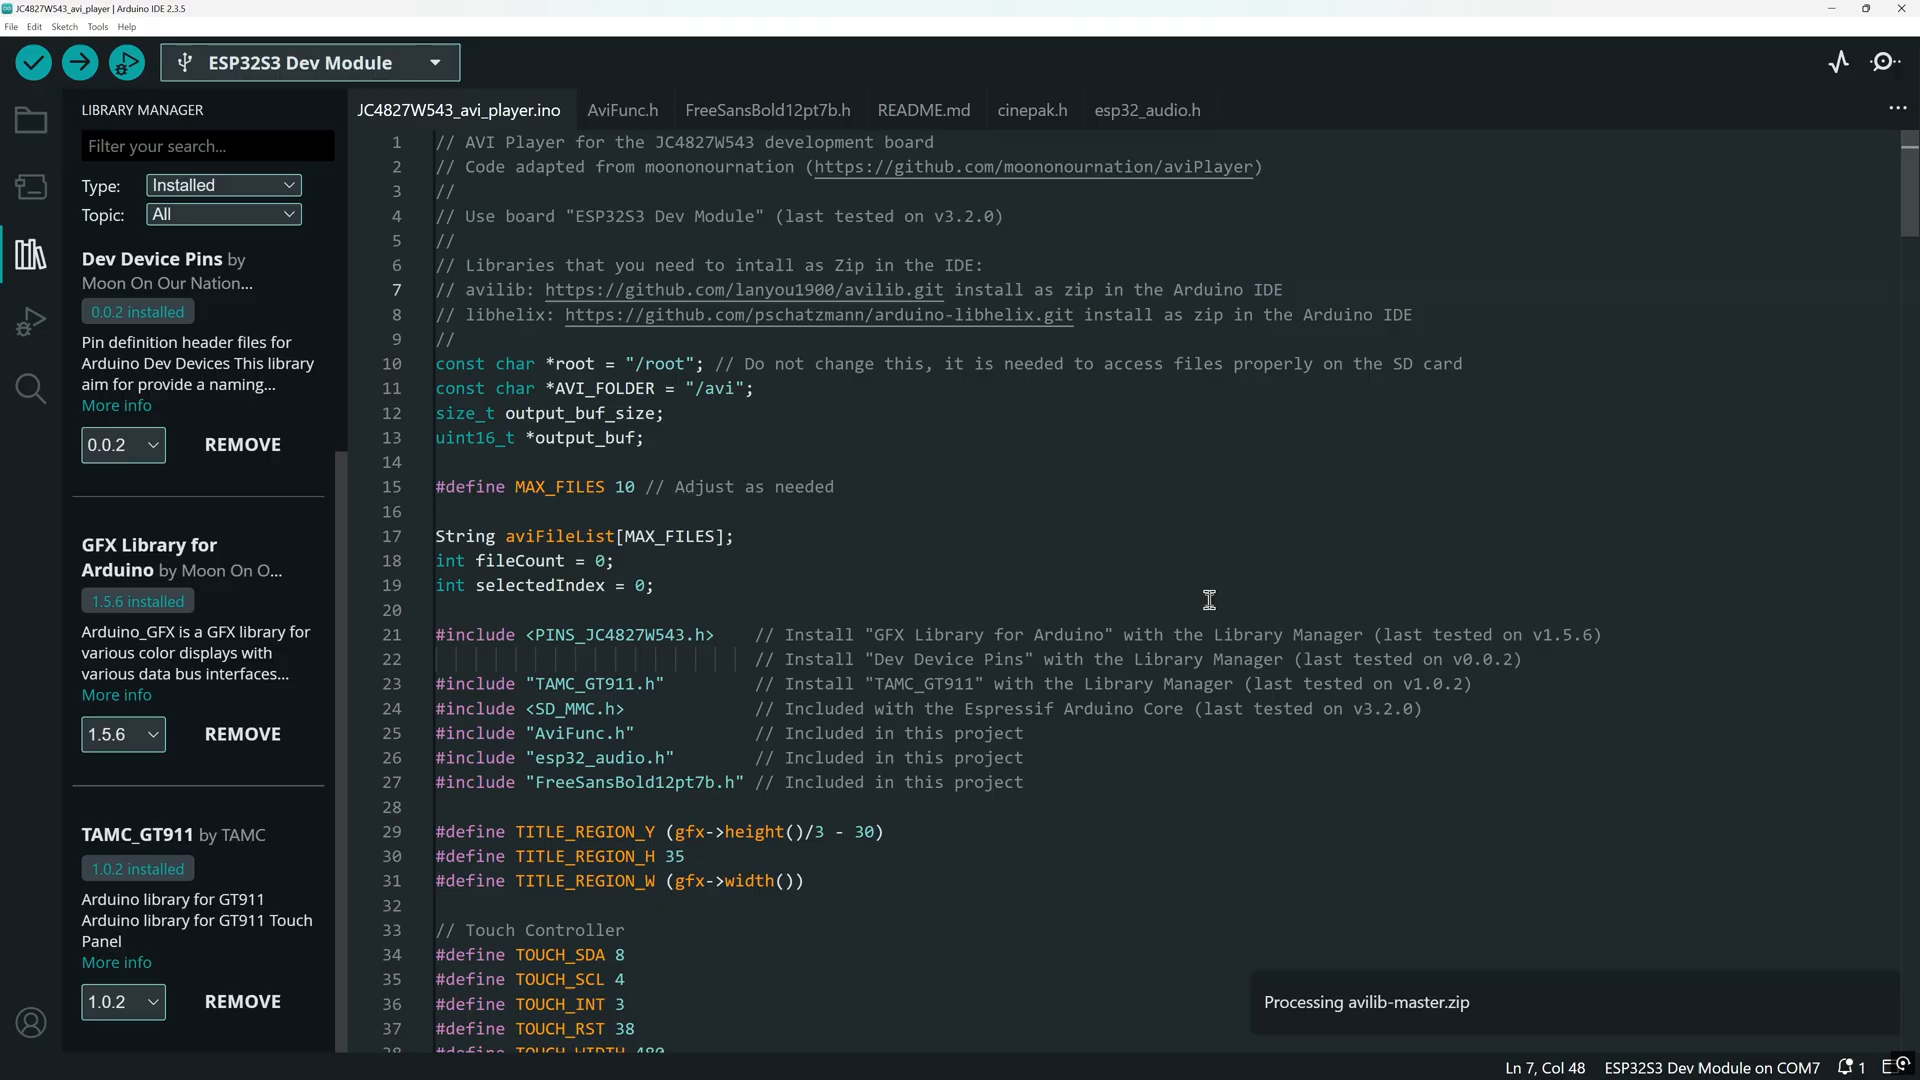 JC4827W543_avi_player | Arduino IDE 2.3.5
File Edit Sketch Tools Help
ESP32S3 Dev Module
LIBRARY MANAGER
Filter your search...
Type: Installed
Topic: All
Dev Device Pins by
Moon On Our Nation...
0.0.2 installed
Pin definition header files for
Arduino Dev Devices This library
aim for provide a naming...
More info
0.0.2 REMOVE
GFX Library for
Arduino by Moon On O...
1.5.6 installed
Arduino_GFX is a GFX library for
various color displays with
various data bus interfaces...
More info
1.5.6 REMOVE
TAMC_GT911 by TAMC
1.0.2 installed
Arduino library for GT911
Arduino library for GT911 Touch
Panel
More info
1.0.2 REMOVE
JC4827W543_avi_player.ino AviFunc.h FreeSansBold12pt7b.h README.md cinepak.h esp32_audio.h
1 // AVI Player for the JC4827W543 development board
2 // Code adapted from moononournation (https://github.com/moononournation/aviPlayer)
3 //
4 // Use board "ESP32S3 Dev Module" (last tested on v3.2.0)
5 //
6 // Libraries that you need to intall as Zip in the IDE:
7 // avilib: https://github.com/lanyou1900/avilib.git install as zip in the Arduino IDE
8 // libhelix: https://github.com/pschatzmann/arduino-libhelix.git install as zip in the Arduino IDE
9 //
10 const char *root = "/root"; // Do not change this, it is needed to access files properly on the SD card
11 const char *AVI_FOLDER = "/avi";
12 size_t output_buf_size;
13 uint16_t *output_buf;
14
15 #define MAX_FILES 10 // Adjust as needed
16
17 String aviFileList[MAX_FILES];
18 int fileCount = 0;
19 int selectedIndex = 0;
20
21 #include <PINS_JC4827W543.h> // Install "GFX Library for Arduino" with the Library Manager (last tested on v1.5.6)
22 // Install "Dev Device Pins" with the Library Manager (last tested on v0.0.2)
23 #include "TAMC_GT911.h" // Install "TAMC_GT911" with the Library Manager (last tested on v1.0.2)
24 #include <SD_MMC.h> // Included with the Espressif Arduino Core (last tested on v3.2.0)
25 #include "AviFunc.h" // Included in this project
26 #include "esp32_audio.h" // Included in this project
27 #include "FreeSansBold12pt7b.h" // Included in this project
28
29 #define TITLE_REGION_Y (gfx->height()/3 - 30)
30 #define TITLE_REGION_H 35
31 #define TITLE_REGION_W (gfx->width())
32
33 // Touch Controller
34 #define TOUCH_SDA 8
35 #define TOUCH_SCL 4
36 #define TOUCH_INT 3
37 #define TOUCH_RST 38
38 #define TOUCH_WIDTH 480
Processing avilib-master.zip
Ln 7, Col 48 ESP32S3 Dev Module on COM7 1